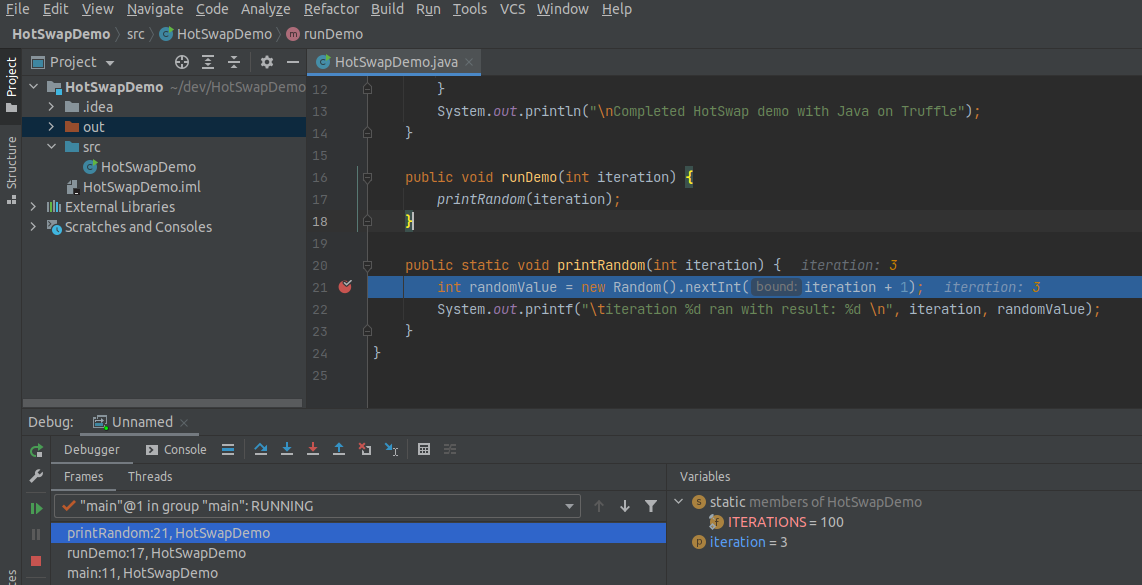 File Edit View Navigate Code Analyze Refactor Build Run Tools VCS Window Help
HotSwapDemo src HotSwapDemo runDemo
Project
Structure
Project
HotSwapDemo ~/dev/HotSwapDemo
.idea
out
src
HotSwapDemo
HotSwapDemo.iml
External Libraries
Scratches and Consoles
HotSwapDemo.java
12 }
13 System.out.println("\nCompleted HotSwap demo with Java on Truffle");
14 }
15
16 public void runDemo(int iteration) {
17 printRandom(iteration);
18 }
19
20 public static void printRandom(int iteration) { iteration: 3
21 int randomValue = new Random().nextInt( bound: iteration + 1); iteration: 3
22 System.out.printf("\titeration %d ran with result: %d \n", iteration, randomValue);
23 }
24 }
25
Debug: Unnamed
Debugger Console
Frames Threads
"main"@1 in group "main": RUNNING
printRandom:21, HotSwapDemo
runDemo:17, HotSwapDemo
main:11, HotSwapDemo
Variables
s static members of HotSwapDemo
f ITERATIONS = 100
p iteration = 3